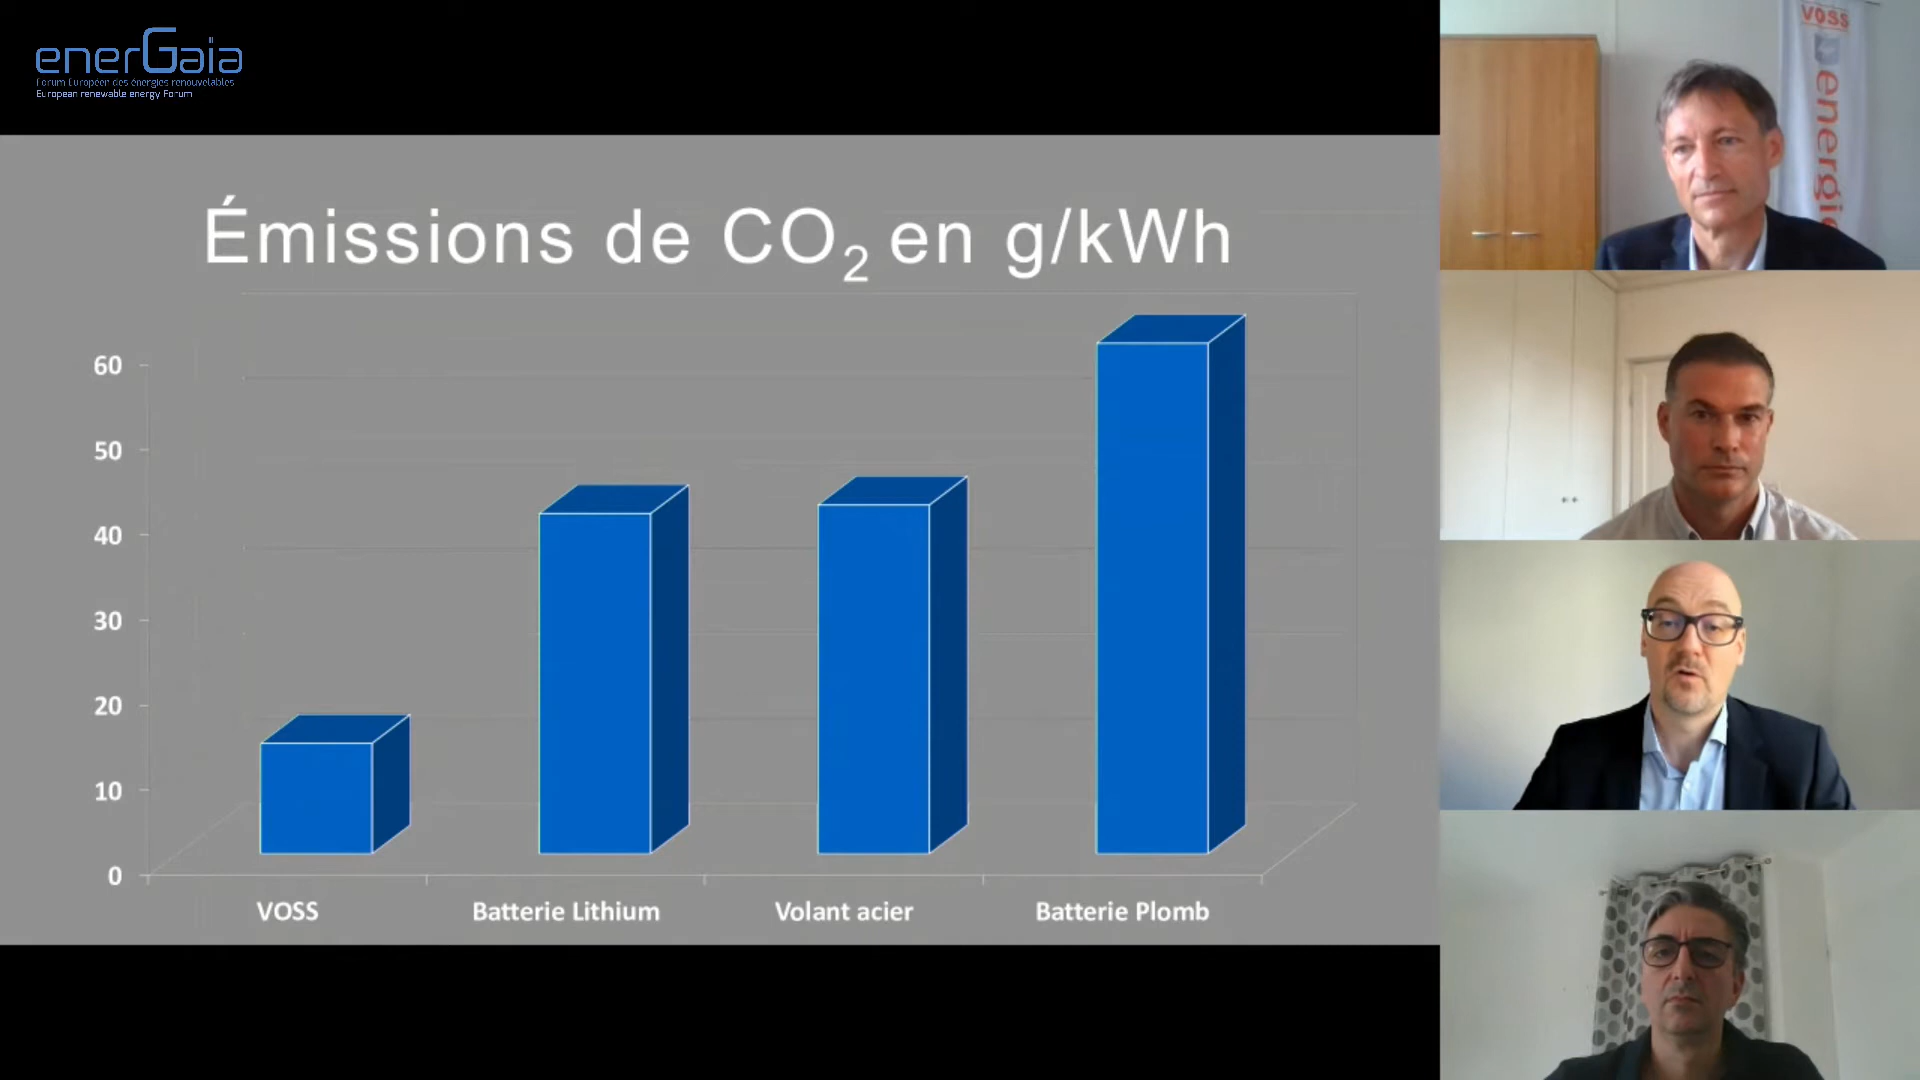 enerGaïa
Forum Européen des énergies renouvelables
European renewable energy Forum
Émissions de CO₂ en g/kWh
60
50
40
30
20
10
0
VOSS
Batterie Lithium
Volant acier
Batterie Plomb
VOSS
energie